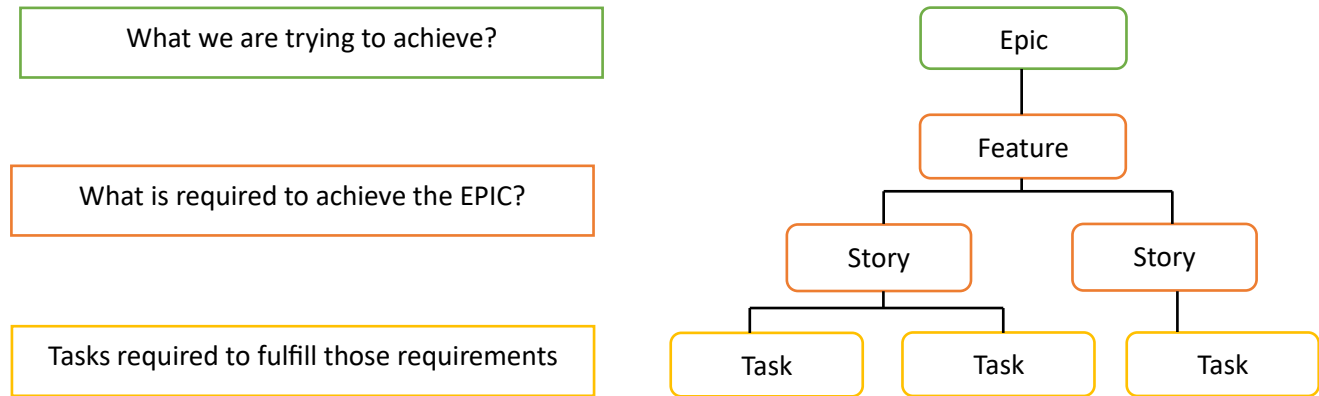 What we are trying to achieve?
Epic
Feature
What is required to achieve the EPIC?
Story
Story
Tasks required to fulfill those requirements
Task
Task
Task